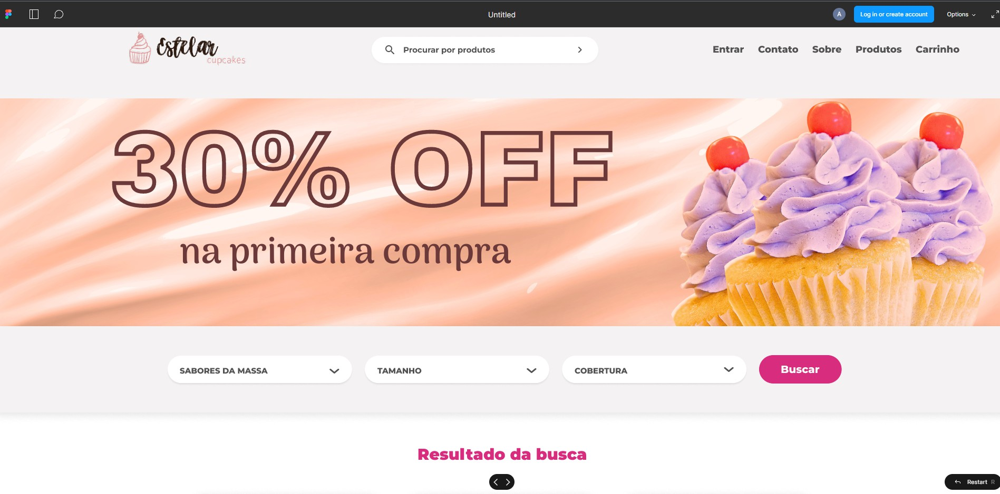 Untitled
A
Log in or create account
Options
Estelar
cupcakes
Procurar por produtos
Entrar Contato Sobre Produtos Carrinho
30% OFF
na primeira compra
SABORES DA MASSA
TAMANHO
COBERTURA
Buscar
Resultado da busca
Restart R